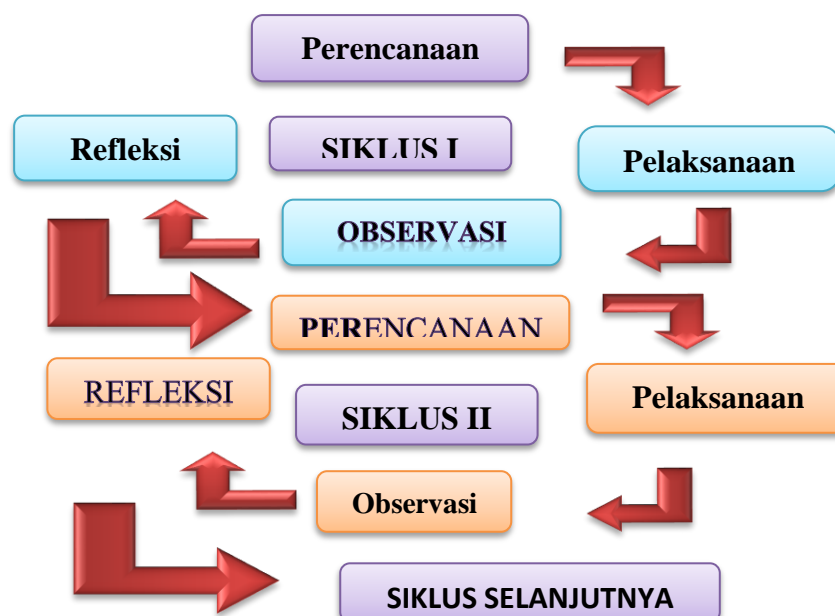 Perencanaan
Refleksi
SIKLUS I
Pelaksanaan
OBSERVASI
PERENCANAAN
REFLEKSI
SIKLUS II
Pelaksanaan
Observasi
SIKLUS SELANJUTNYA